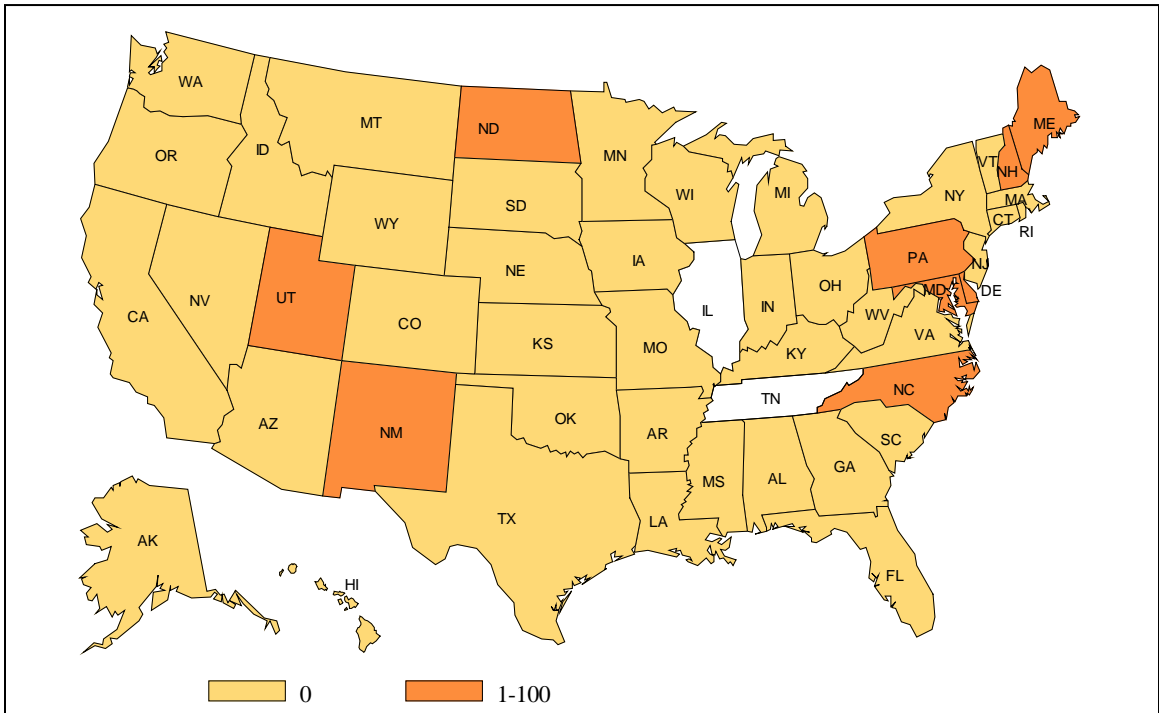 WA
MT
ND
ME
OR
ID
MN
VT
NH
WI
MI
NY
MA
SD
WY
CT
RI
PA
IA
NE
NJ
OH
MD
DE
UT
NV
IL
IN
WV
CA
CO
VA
KS
MO
KY
TN
NC
AZ
NM
OK
AR
SC
GA
MS
AL
TX
LA
AK
HI
FL
0 1-100